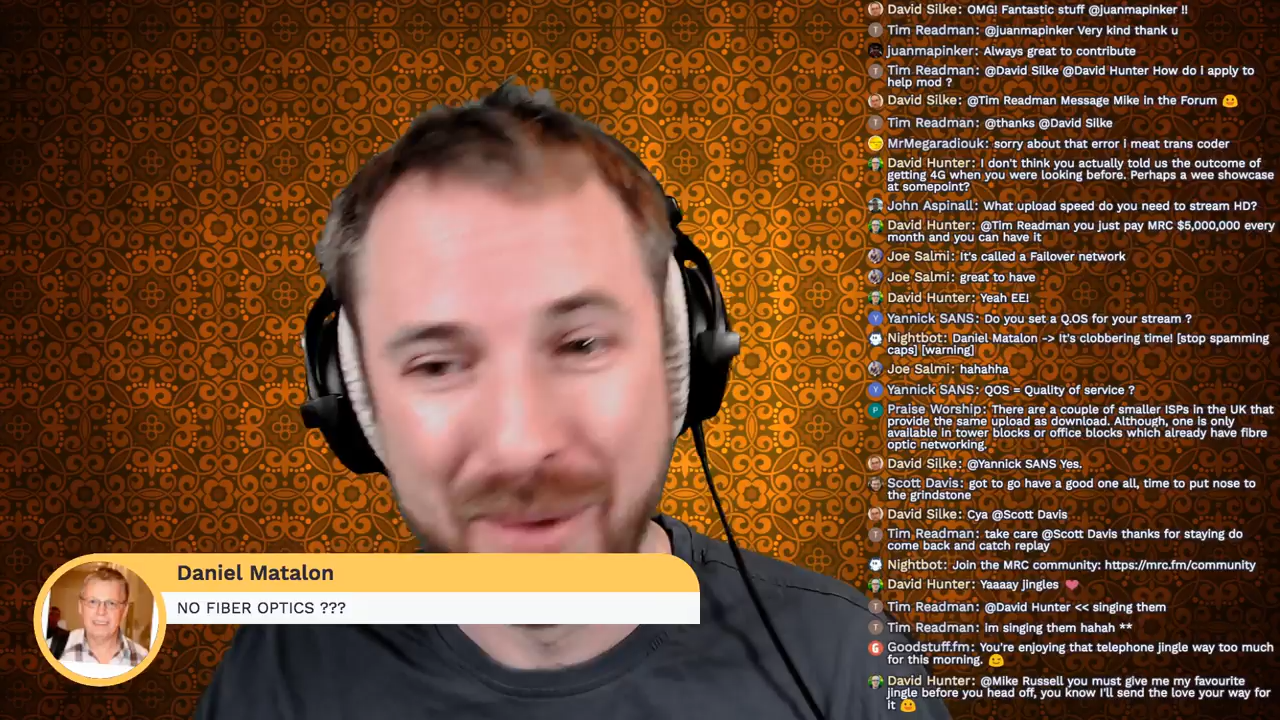 David Silke: OMG! Fantastic stuff @juanmapinker !!
Tim Readman: @juanmapinker Very kind thank u
juanmapinker: Always great to contribute
Tim Readman: @David Silke @David Hunter How do i apply to
help mod ?
David Silke: @Tim Readman Message Mike in the Forum 🙂
Tim Readman: @thanks @David Silke
MrMegaradiouk: sorry about that error i meat trans coder
David Hunter: I don't think you actually told us the outcome of
getting 4G when you were looking before. Perhaps a wee showcase
at somepoint?
John Aspinall: What upload speed do you need to stream HD?
David Hunter: @Tim Readman you just pay MRC $5,000,000 every
month and you can have it
Joe Salmi: It's called a Failover network
Joe Salmi: great to have
David Hunter: Yeah EE!
Yannick SANS: Do you set a Q.OS for your stream ?
Nightbot: Daniel Matalon -> It's clobbering time! [stop spamming
caps] [warning]
Joe Salmi: hahahha
Yannick SANS: QOS = Quality of service ?
Praise Worship: There are a couple of smaller ISPs in the UK that
provide the same upload as download. Although, one is only
available in tower blocks or office blocks which already have fibre
optic networking.
David Silke: @Yannick SANS Yes.
Scott Davis: got to go have a good one all, time to put nose to
the grindstone
David Silke: Cya @Scott Davis
Tim Readman: take care @Scott Davis thanks for staying do
come back and catch replay
Nightbot: Join the MRC community: https://mrc.fm/community
David Hunter: Yaaaay jingles 💗
Tim Readman: @David Hunter << singing them
Tim Readman: im singing them hahah **
Goodstuff.fm: You're enjoying that telephone jingle way too much
for this morning. 😊
David Hunter: @Mike Russell you must give me my favourite
jingle before you head off, you know I'll send the love your way for
it 🙂
Daniel Matalon
NO FIBER OPTICS ???